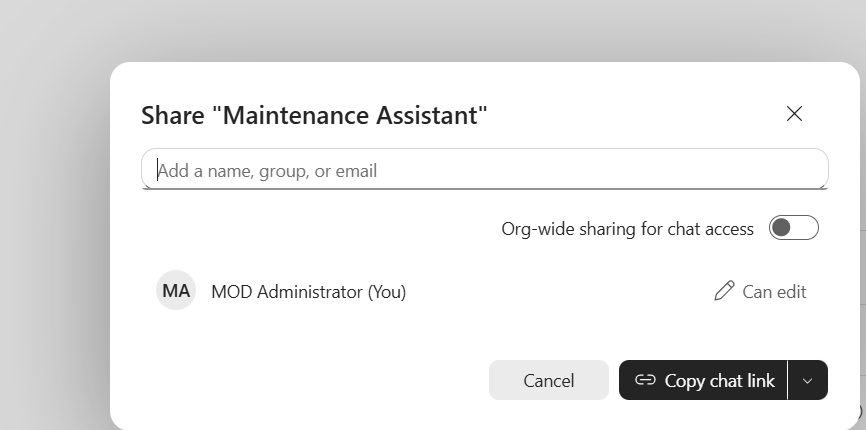 Share "Maintenance Assistant"
Add a name, group, or email
Org-wide sharing for chat access
MA MOD Administrator (You) Can edit
Cancel Copy chat link